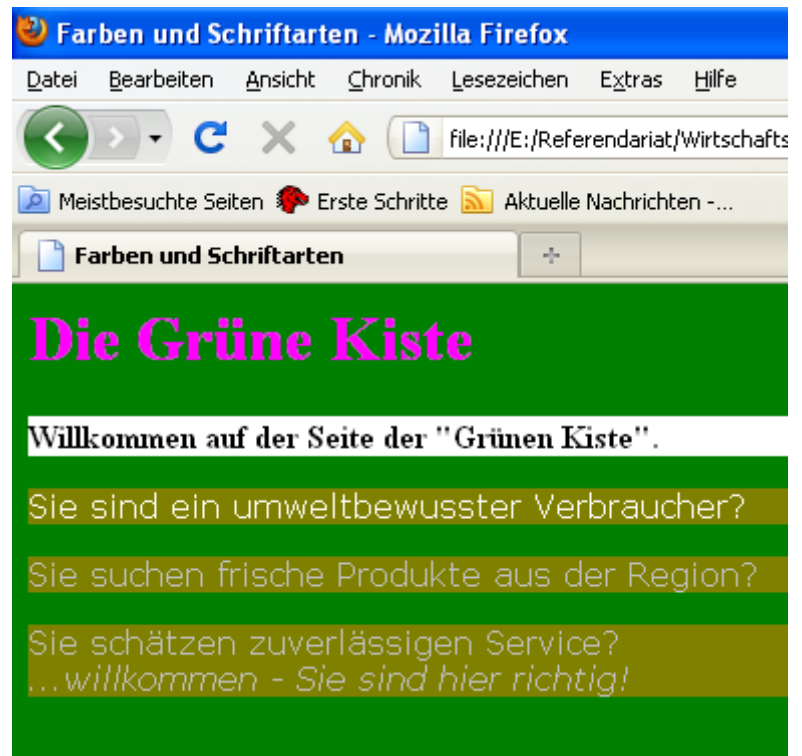 Farben und Schriftarten - Mozilla Firefox
Datei Bearbeiten Ansicht Chronik Lesezeichen Extras Hilfe
file:///E:/Referendariat/Wirtschafts
Meistbesuchte Seiten Erste Schritte Aktuelle Nachrichten -...
Farben und Schriftarten
Die Grüne Kiste
Willkommen auf der Seite der "Grünen Kiste".
Sie sind ein umweltbewusster Verbraucher?
Sie suchen frische Produkte aus der Region?
Sie schätzen zuverlässigen Service?
...willkommen - Sie sind hier richtig!